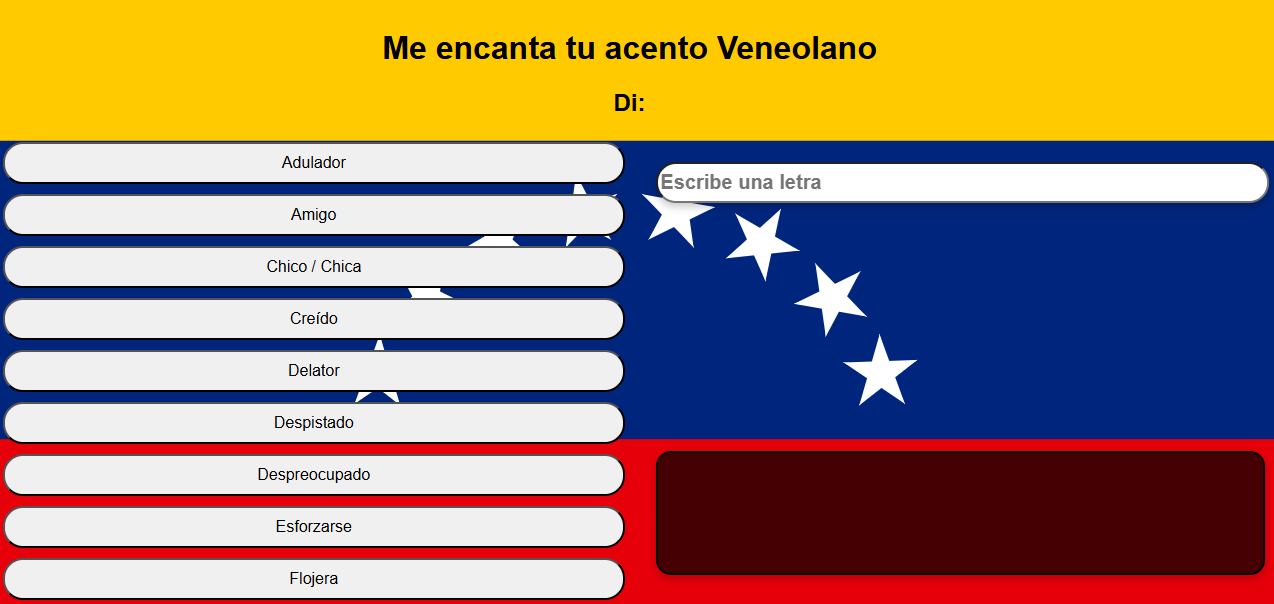 Me encanta tu acento Veneolano
Di:
Adulador
Amigo
Chico / Chica
Creído
Delator
Despistado
Despreocupado
Esforzarse
Flojera
Escribe una letra